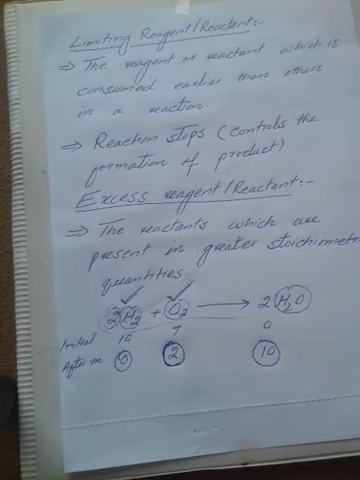 Limiting Reagent/Reactant:-
⇒ The reagent or reactant which is
consumed earlier than others
in a reaction.
⇒ Reaction stops (controls the
formation of product)
Excess reagent/Reactant:-
⇒ The reactants which are
present in greater stoichiometric
quantities.
2H₂ + O₂ → 2H₂O
Initial 10 7 0
After rn 0 2 10